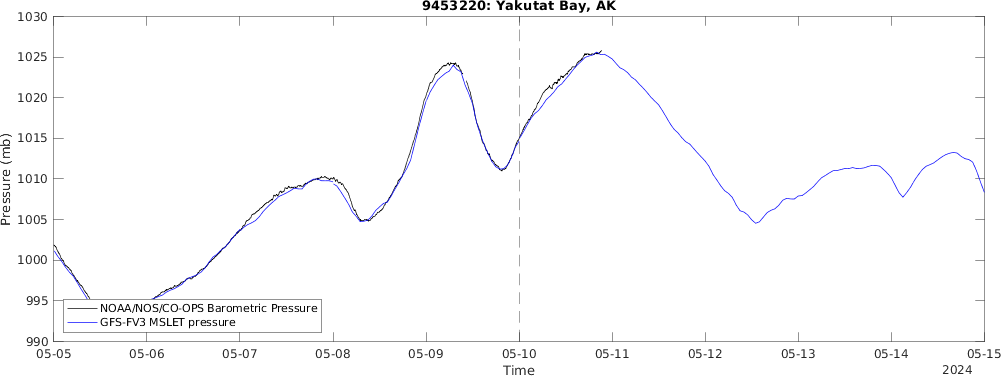 9453220: Yakutat Bay, AK
Pressure (mb)
1030
1025
1020
1015
1010
1005
1000
995
990
NOAA/NOS/CO-OPS Barometric Pressure
GFS-FV3 MSLET pressure
05-05 05-06 05-07 05-08 05-09 05-10 05-11 05-12 05-13 05-14 05-15
Time
2024